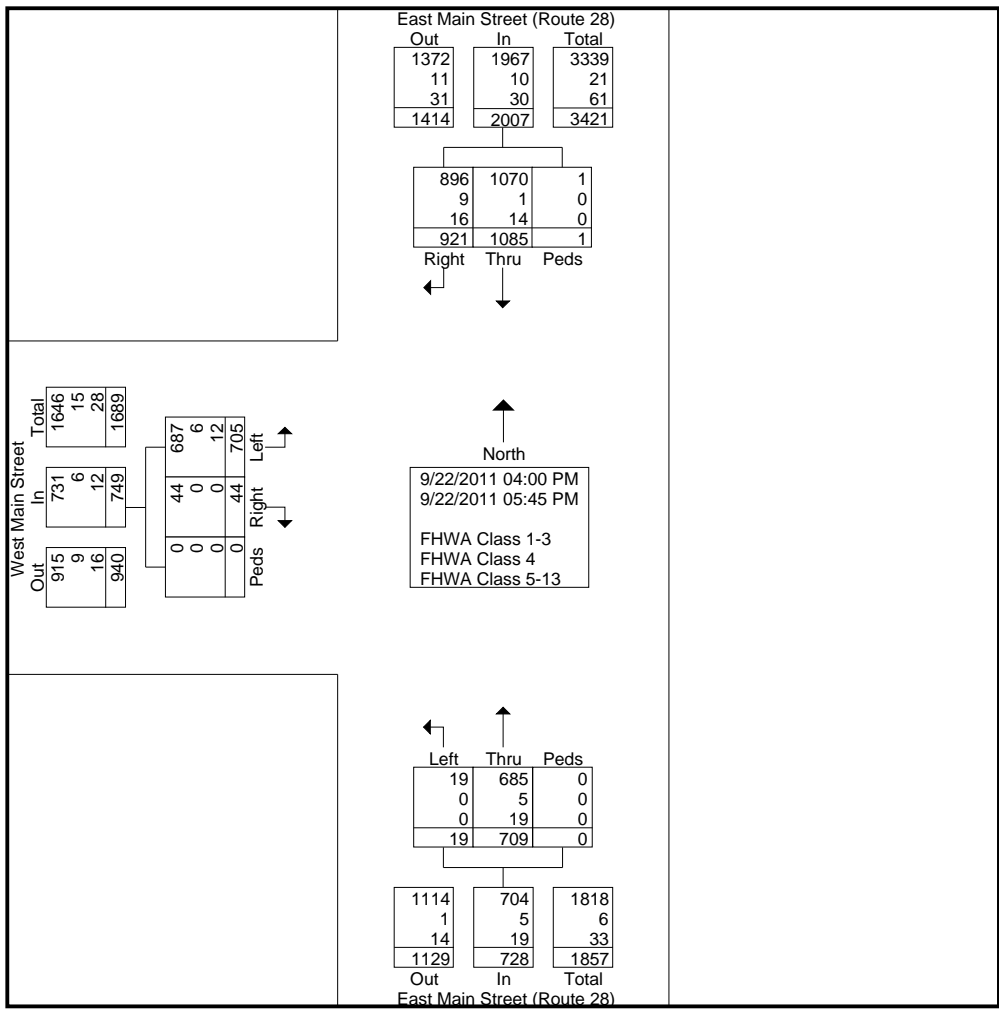 East Main Street (Route 28)
Out In Total
1372 1967 3339
11 10 21
31 30 61
1414 2007 3421
896 1070 1
9 1 0
16 14 0
921 1085 1
Right Thru Peds
West Main Street
Total
1646
15
28
1689
In
731
6
12
749
Out
915
9
16
940
687
6
12
705
Left
44
0
0
44
Right
0
0
0
0
Peds
North
9/22/2011 04:00 PM
9/22/2011 05:45 PM
FHWA Class 1-3
FHWA Class 4
FHWA Class 5-13
Left Thru Peds
19 685 0
0 5 0
0 19 0
19 709 0
1114 704 1818
1 5 6
14 19 33
1129 728 1857
Out In Total
East Main Street (Route 28)